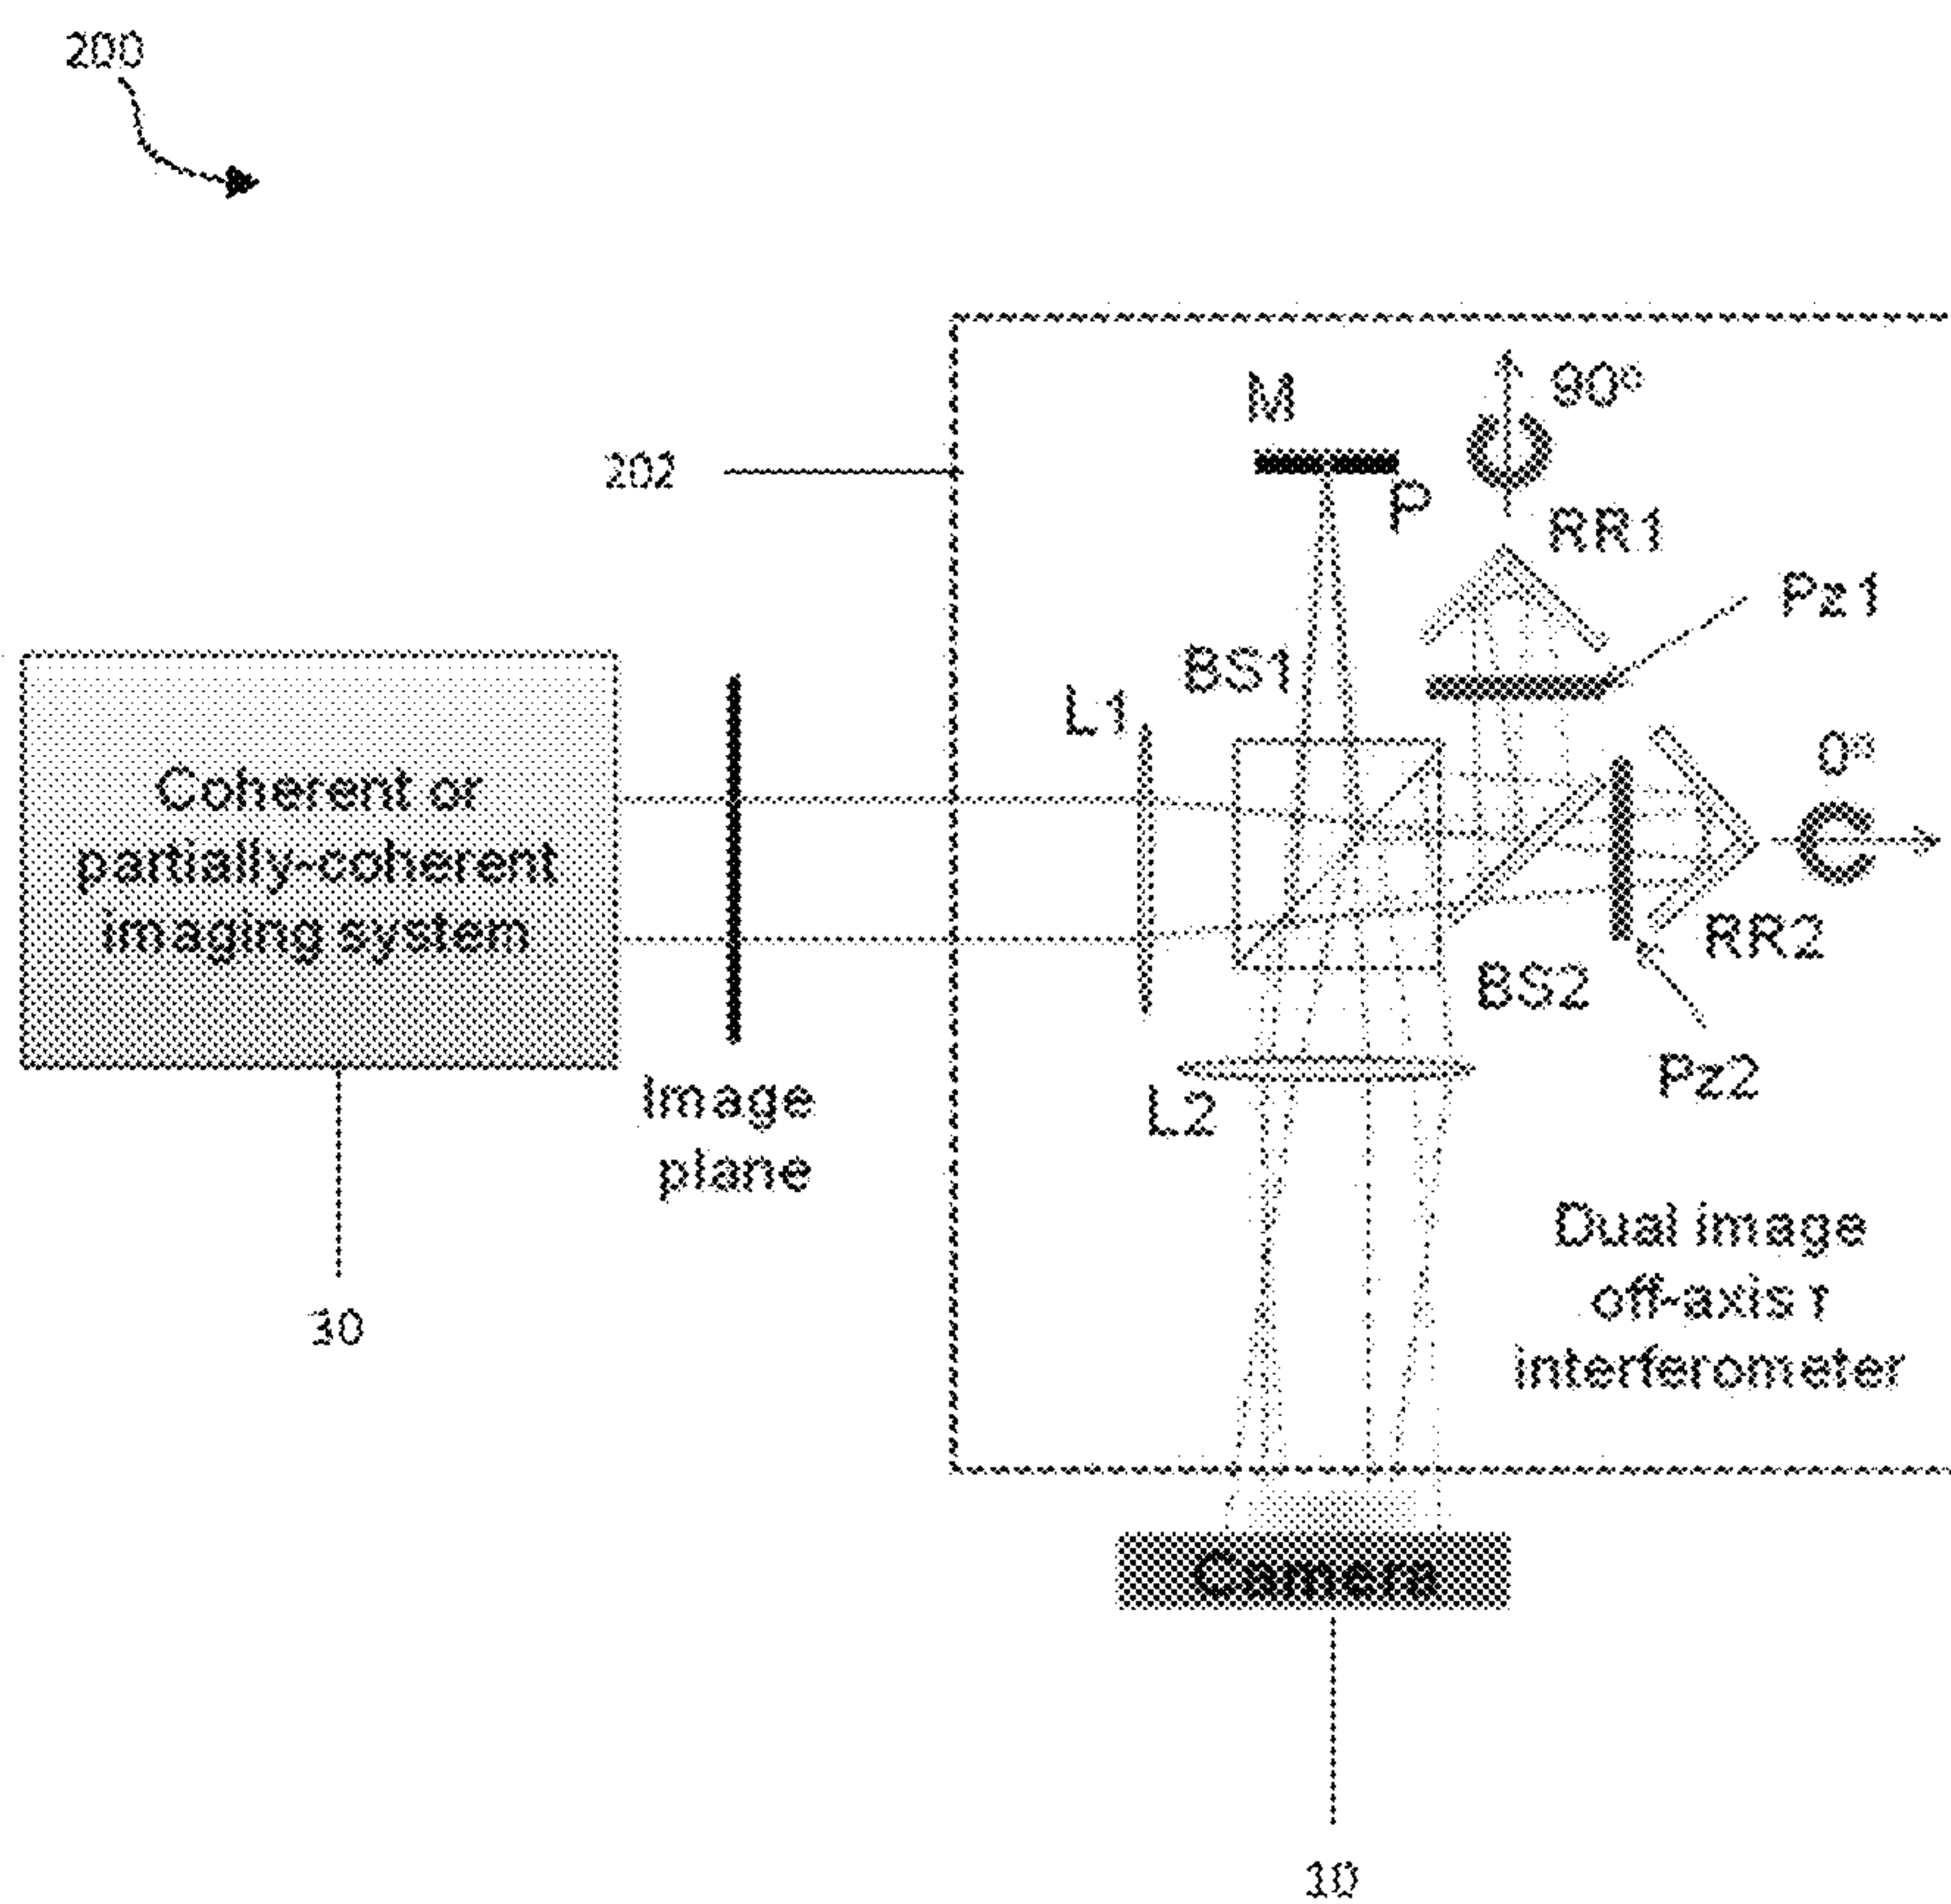 200
M
90°
202
P
RR1
Pz1
BS1
L1
0°
Coherent or
partially-coherent
imaging system
RR2
BS2
Image
plane
Pz2
L2
Dual image
off-axis τ
interferometer
30
Camera
10